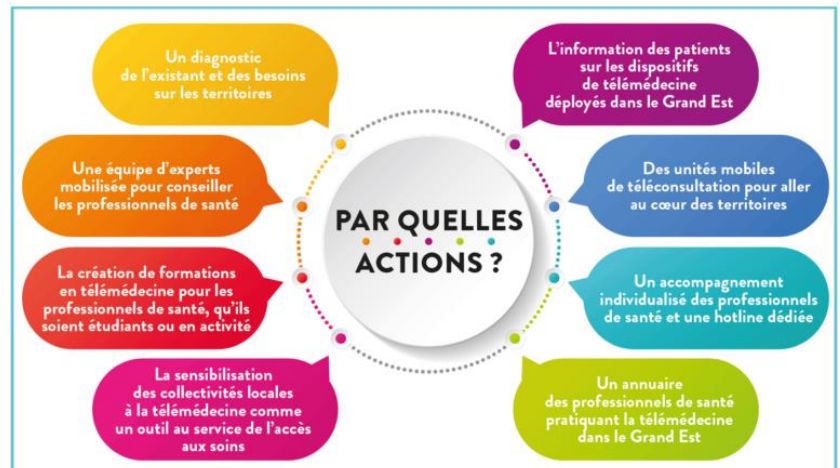 Un diagnostic
de l'existant et des besoins
sur les territoires
Une équipe d'experts
mobilisée pour conseiller
les professionnels de santé
La création de formations
en télémédecine pour les
professionnels de santé, qu'ils
soient étudiants ou en activité
La sensibilisation
des collectivités locales
à la télémédecine comme
un outil au service de l'accès
aux soins
PAR QUELLES
ACTIONS ?
L'information des patients
sur les dispositifs
de télémédecine
déployés dans le Grand Est
Des unités mobiles
de téléconsultation pour aller
au cœur des territoires
Un accompagnement
individualisé des professionnels
de santé et une hotline dédiée
Un annuaire
des professionnels de santé
pratiquant la télémédecine
dans le Grand Est